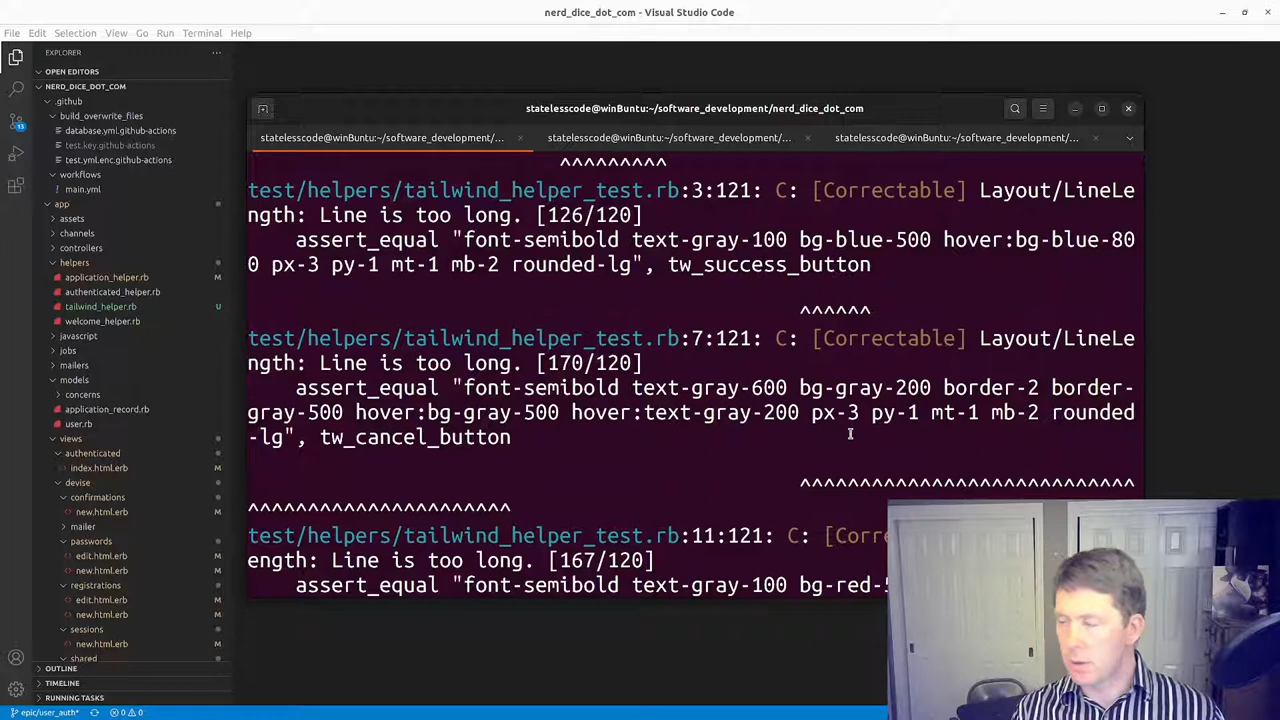 nerd_dice_dot_com - Visual Studio Code
File Edit Selection View Go Run Terminal Help
EXPLORER
OPEN EDITORS
NERD_DICE_DOT_COM
.github
build_overwrite_files
database.yml.github-actions
test.key.github-actions
test.yml.enc.github-actions
workflows
main.yml
app
assets
channels
controllers
helpers
application_helper.rb M
authenticated_helper.rb M
tailwind_helper.rb U
welcome_helper.rb M
javascript
jobs
mailers
models
concerns
application_record.rb M
user.rb M
views
authenticated
index.html.erb M
devise
confirmations
new.html.erb M
mailer
passwords
edit.html.erb M
new.html.erb M
registrations
edit.html.erb M
new.html.erb M
sessions
new.html.erb M
shared
OUTLINE
TIMELINE
RUNNING TASKS
13
epic/user_auth* 0 0
statelesscode@winBuntu:~/software_development/nerd_dice_dot_com
statelesscode@winBuntu:~/software_development/... statelesscode@winBuntu:~/software_development/... statelesscode@winBuntu:~/software_development/...
^^^^^^^^^
test/helpers/tailwind_helper_test.rb:3:121: C: [Correctable] Layout/LineLe
ngth: Line is too long. [126/120]
assert_equal "font-semibold text-gray-100 bg-blue-500 hover:bg-blue-80
0 px-3 py-1 mt-1 mb-2 rounded-lg", tw_success_button
^^^^^^
test/helpers/tailwind_helper_test.rb:7:121: C: [Correctable] Layout/LineLe
ngth: Line is too long. [170/120]
assert_equal "font-semibold text-gray-600 bg-gray-200 border-2 border-
gray-500 hover:bg-gray-500 hover:text-gray-200 px-3 py-1 mt-1 mb-2 rounded
-lg", tw_cancel_button
^^^^^^^^^^^^^^^^^^^^^^^^^^^^
^^^^^^^^^^^^^^^^^^^^^^
test/helpers/tailwind_helper_test.rb:11:121: C: [Corre
ength: Line is too long. [167/120]
assert_equal "font-semibold text-gray-100 bg-red-5